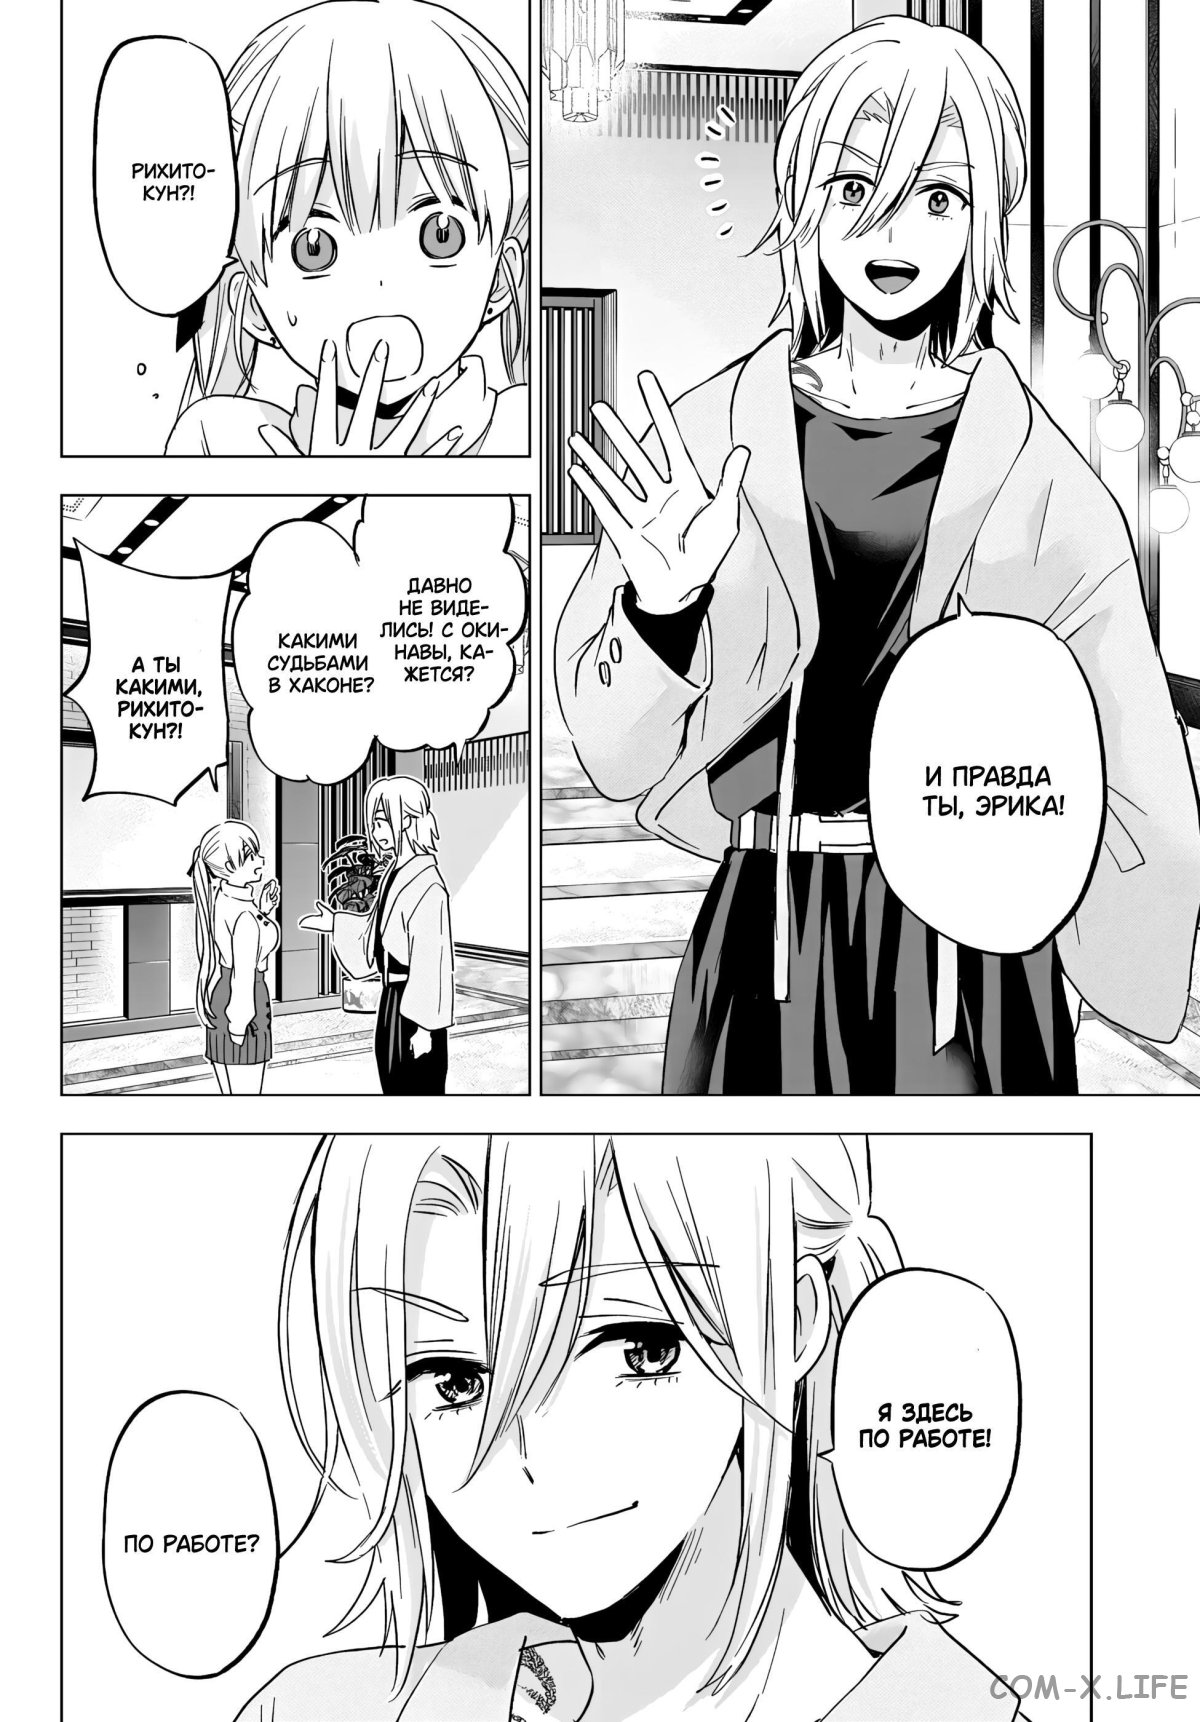 И ПРАВДА
ТЫ, ЭРИКА!
РИХИТО-
КУН?!
ДАВНО
НЕ ВИДЕ-
ЛИСЬ! С ОКИ-
НАВЫ, КА-
ЖЕТСЯ?
КАКИМИ
СУДЬБАМИ
В ХАКОНЕ?
А ТЫ
КАКИМИ,
РИХИТО-
КУН?!
Я ЗДЕСЬ
ПО РАБОТЕ!
ПО РАБОТЕ?
COM-X.LIFE